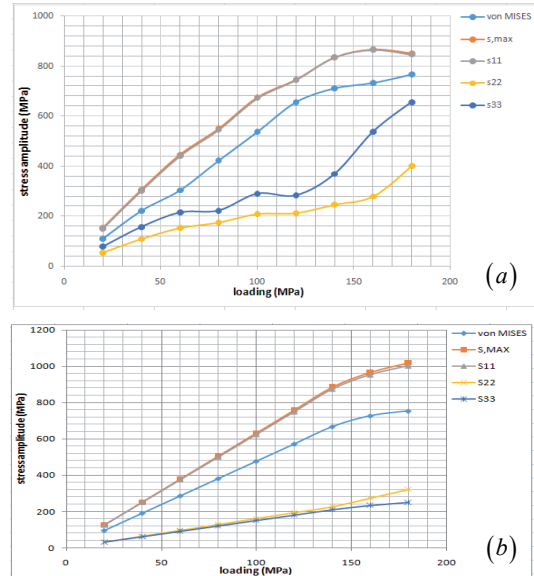 1000
800
600
400
200
0
stress amplitude (MPa)
0 50 100 150 200
loading (MPa)
von MISES
s,max
s11
s22
s33
(a)
1200
1000
800
600
400
200
0
stressamplitude (MPa)
0 50 100 150 200
loading (MPa)
von MISES
S,MAX
S11
S22
S33
(b)